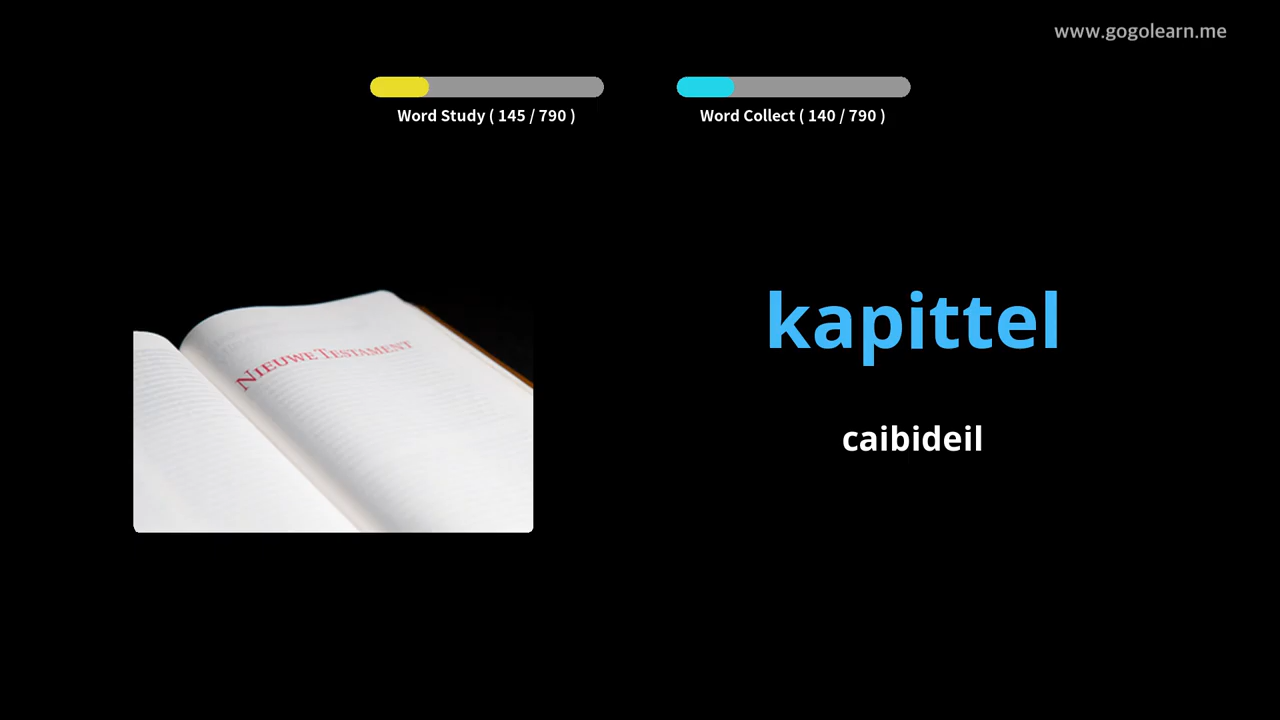 www.gogolearn.me
Word Study ( 145 / 790 )
Word Collect ( 140 / 790 )
NIEUWE TESTAMENT
kapittel
caibideil